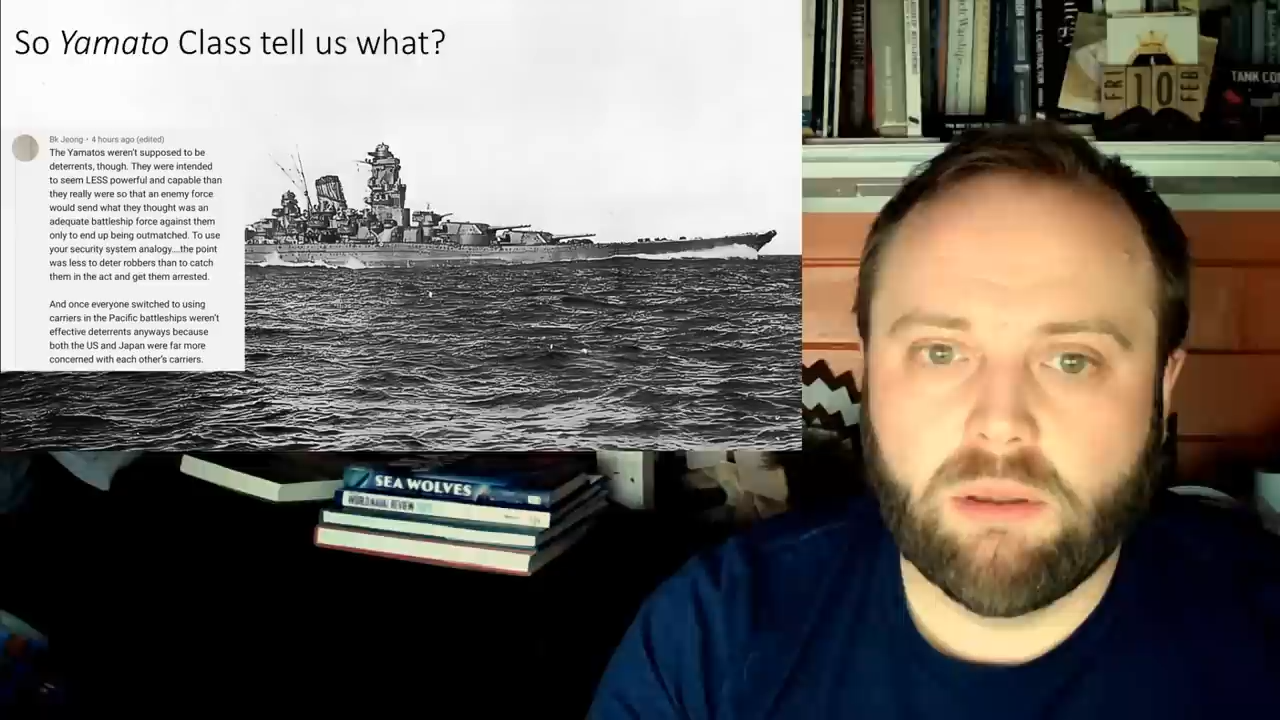 So Yamato Class tell us what?
Bk Jeong • 4 hours ago (edited)
The Yamatos weren't supposed to be
deterrents, though. They were intended
to seem LESS powerful and capable than
they really were so that an enemy force
would send what they thought was an
adequate battleship force against them
only to end up being outmatched. To use
your security system analogy....the point
was less to deter robbers than to catch
them in the act and get them arrested.
And once everyone switched to using
carriers in the Pacific battleships weren't
effective deterrents anyways because
both the US and Japan were far more
concerned with each other's carriers.
FRI 10 FEB
TANK CO
SEA WOLVES
WORLD NAVAL REVIEW